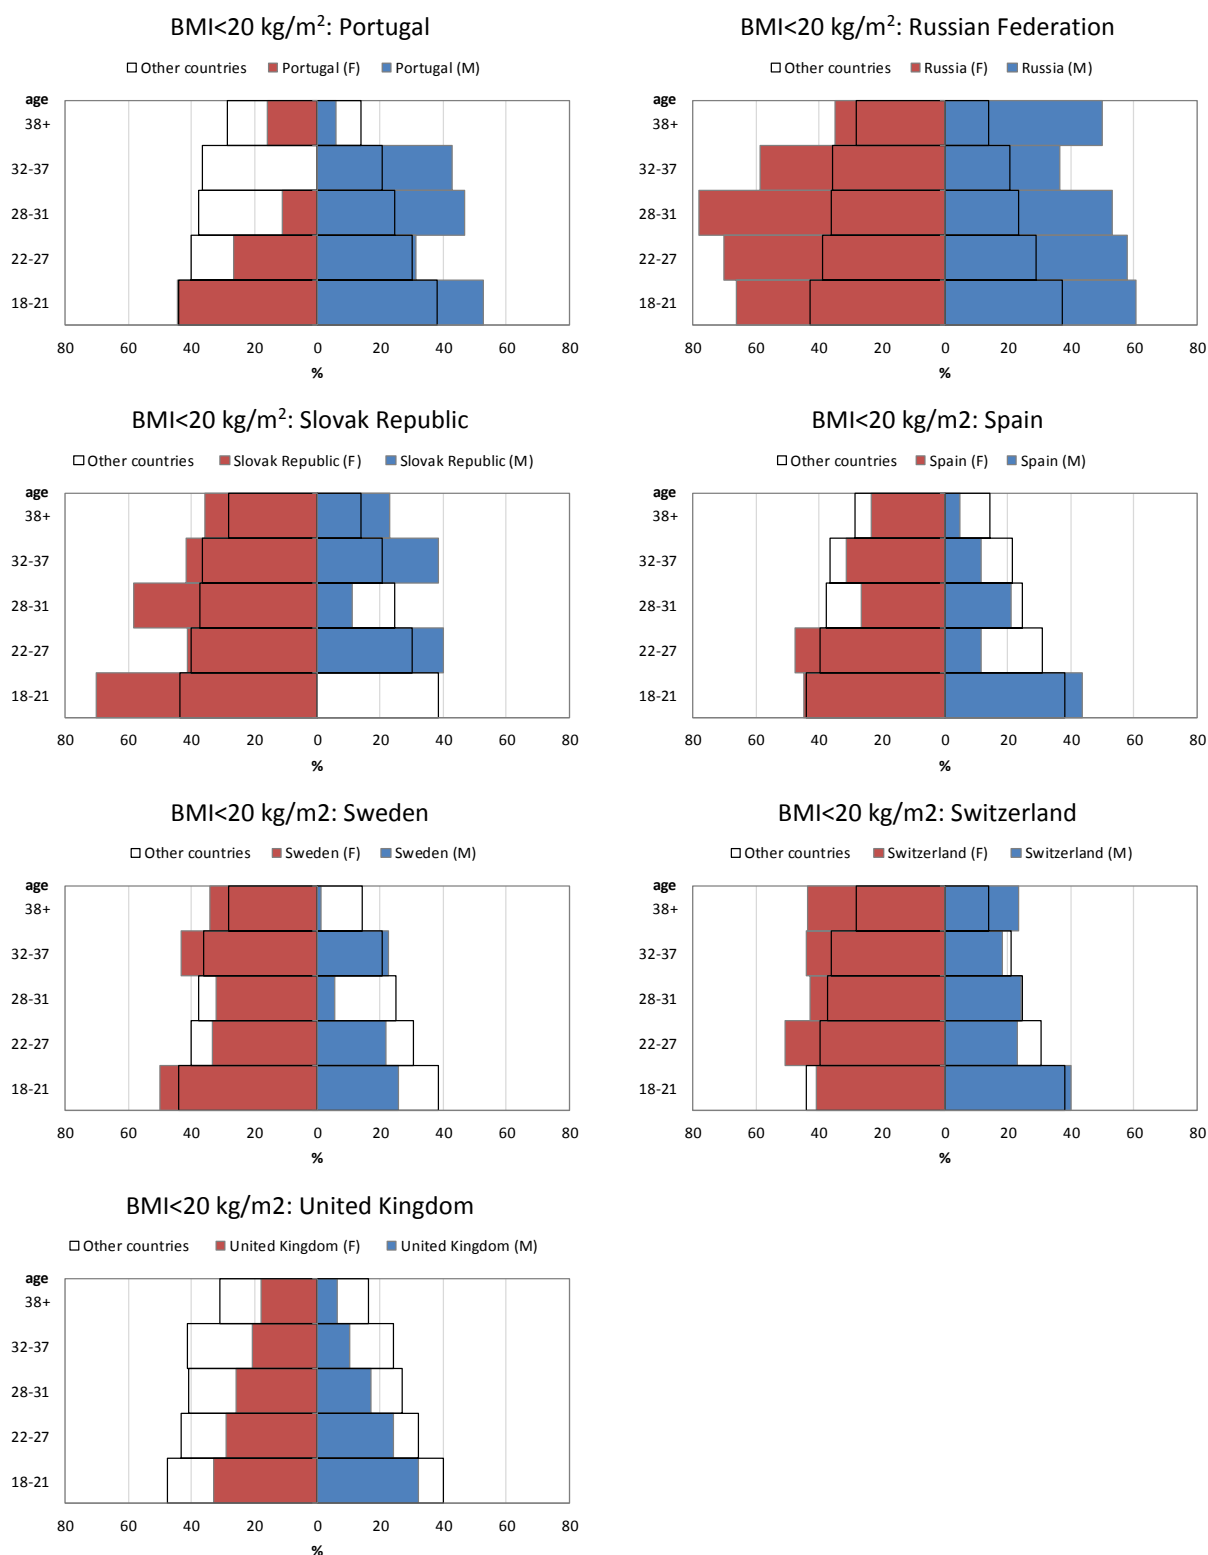 BMI<20 kg/m²: Portugal
Other countries Portugal (F) Portugal (M)
age
38+
32-37
28-31
22-27
18-21
80 60 40 20 0 20 40 60 80
%
BMI<20 kg/m²: Russian Federation
Other countries Russia (F) Russia (M)
age
38+
32-37
28-31
22-27
18-21
80 60 40 20 0 20 40 60 80
%
BMI<20 kg/m²: Slovak Republic
Other countries Slovak Republic (F) Slovak Republic (M)
age
38+
32-37
28-31
22-27
18-21
80 60 40 20 0 20 40 60 80
%
BMI<20 kg/m2: Spain
Other countries Spain (F) Spain (M)
age
38+
32-37
28-31
22-27
18-21
80 60 40 20 0 20 40 60 80
%
BMI<20 kg/m2: Sweden
Other countries Sweden (F) Sweden (M)
age
38+
32-37
28-31
22-27
18-21
80 60 40 20 0 20 40 60 80
%
BMI<20 kg/m2: Switzerland
Other countries Switzerland (F) Switzerland (M)
age
38+
32-37
28-31
22-27
18-21
80 60 40 20 0 20 40 60 80
%
BMI<20 kg/m2: United Kingdom
Other countries United Kingdom (F) United Kingdom (M)
age
38+
32-37
28-31
22-27
18-21
80 60 40 20 0 20 40 60 80
%